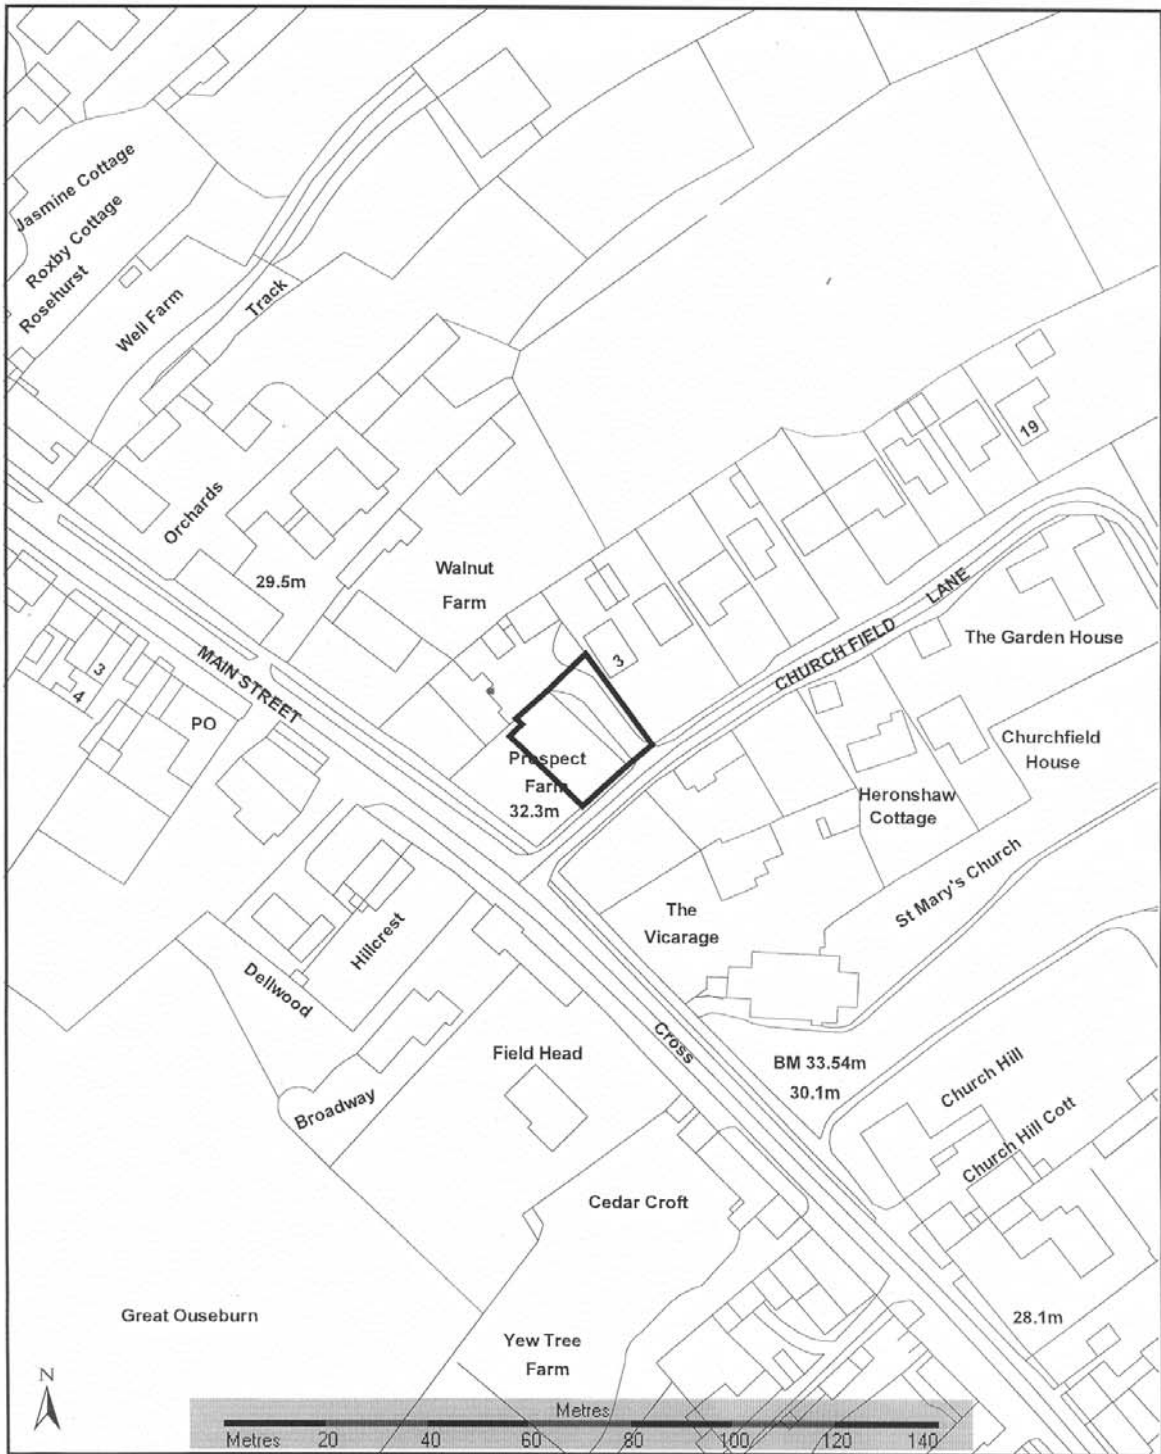 Jasmine Cottage
Roxby Cottage
Rosehurst
Well Farm
Track
Orchards
29.5m
Walnut
Farm
19
3
MAIN STREET
3
4
PO
CHURCH FIELD LANE
The Garden House
Prospect
Farm
32.3m
Churchfield
House
Heronshaw
Cottage
St Mary's Church
The
Vicarage
Hillcrest
Dellwood
Broadway
Field Head
Cross
BM 33.54m
30.1m
Church Hill
Church Hill Cott
Cedar Croft
Great Ouseburn
Yew Tree
Farm
28.1m
N
Metres
Metres 20 40 60 80 100 120 140